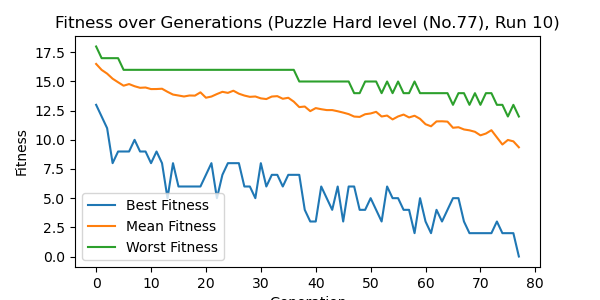 Fitness over Generations (Puzzle Hard level (No.77), Run 10)
17.5
15.0
12.5
10.0
7.5
5.0
2.5
0.0
Fitness
Best Fitness
Mean Fitness
Worst Fitness
0 10 20 30 40 50 60 70 80
Generation